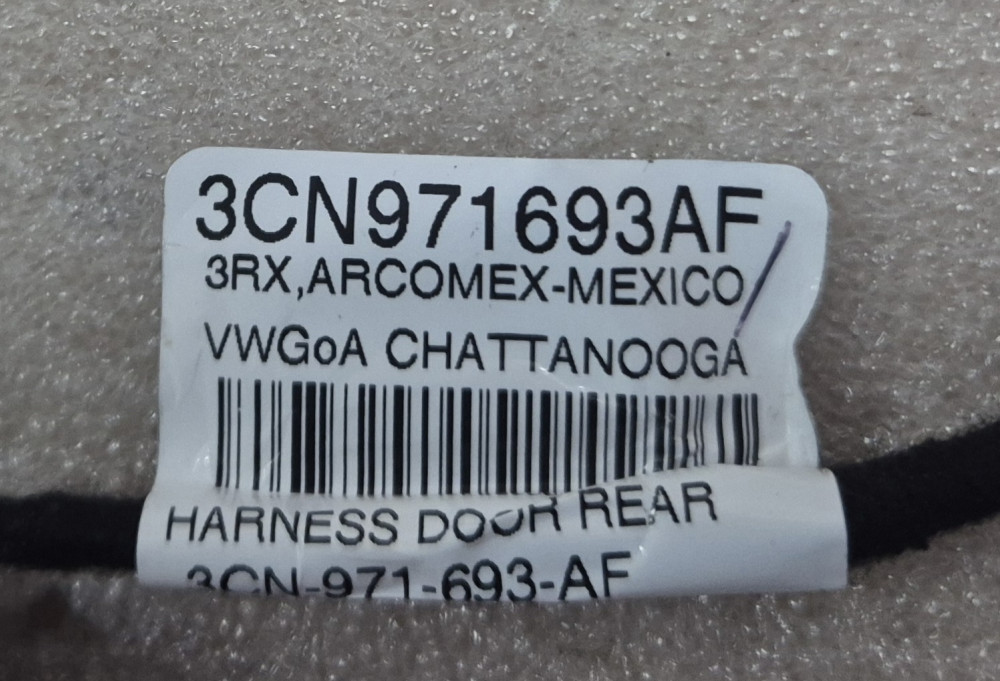 3CN971693AF
3RX,ARCOMEX-MEXICO
VWGoA CHATTANOOGA
HARNESS DOOR REAR
3CN-971-693-AF